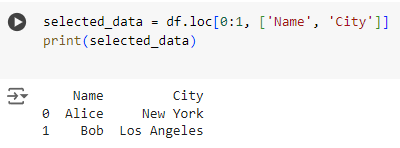 selected_data = df.loc[0:1, ['Name', 'City']]
print(selected_data)
Name City
0 Alice New York
1 Bob Los Angeles